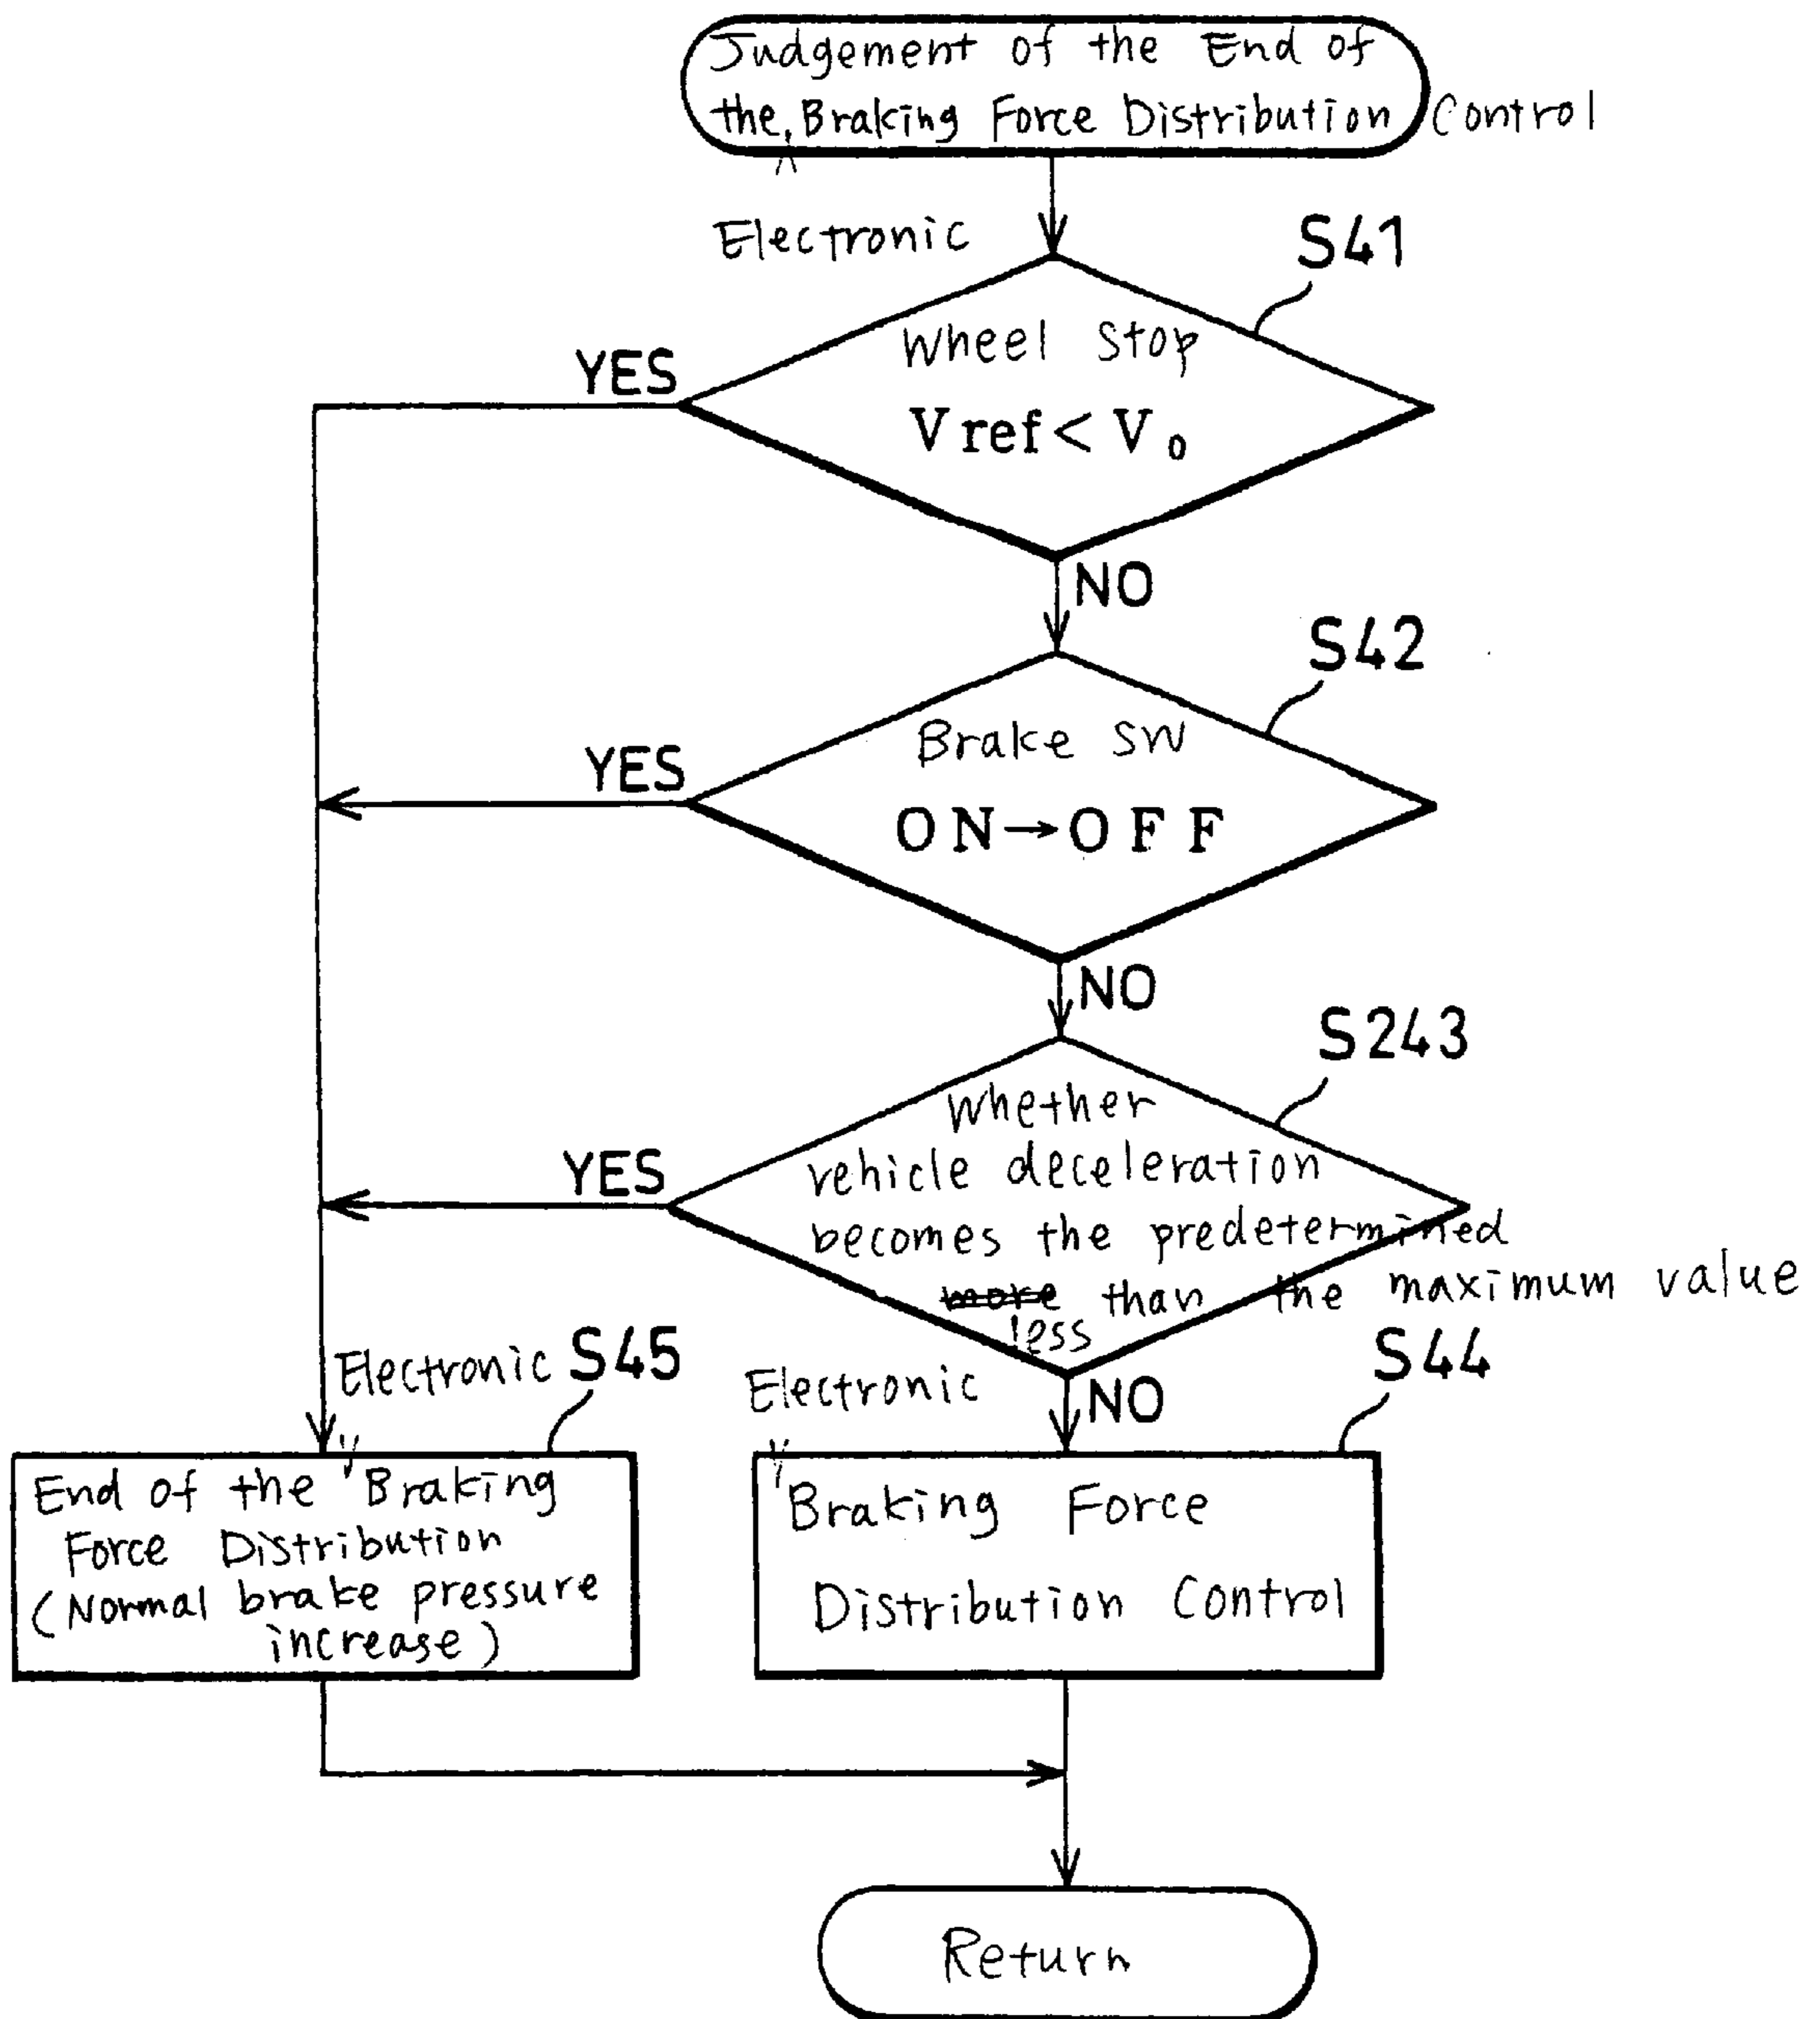 Judgement of the End of
the Braking Force Distribution Control
Electronic
S41
Wheel Stop
Vref < V₀
YES
NO
S42
Brake SW
ON→OFF
YES
NO
S243
Whether
vehicle deceleration
becomes the predetermined
more than the maximum value
less
YES
NO
Electronic S45
End of the Braking
Force Distribution
(Normal brake pressure
increase)
Electronic
S44
Braking Force
Distribution Control
Return